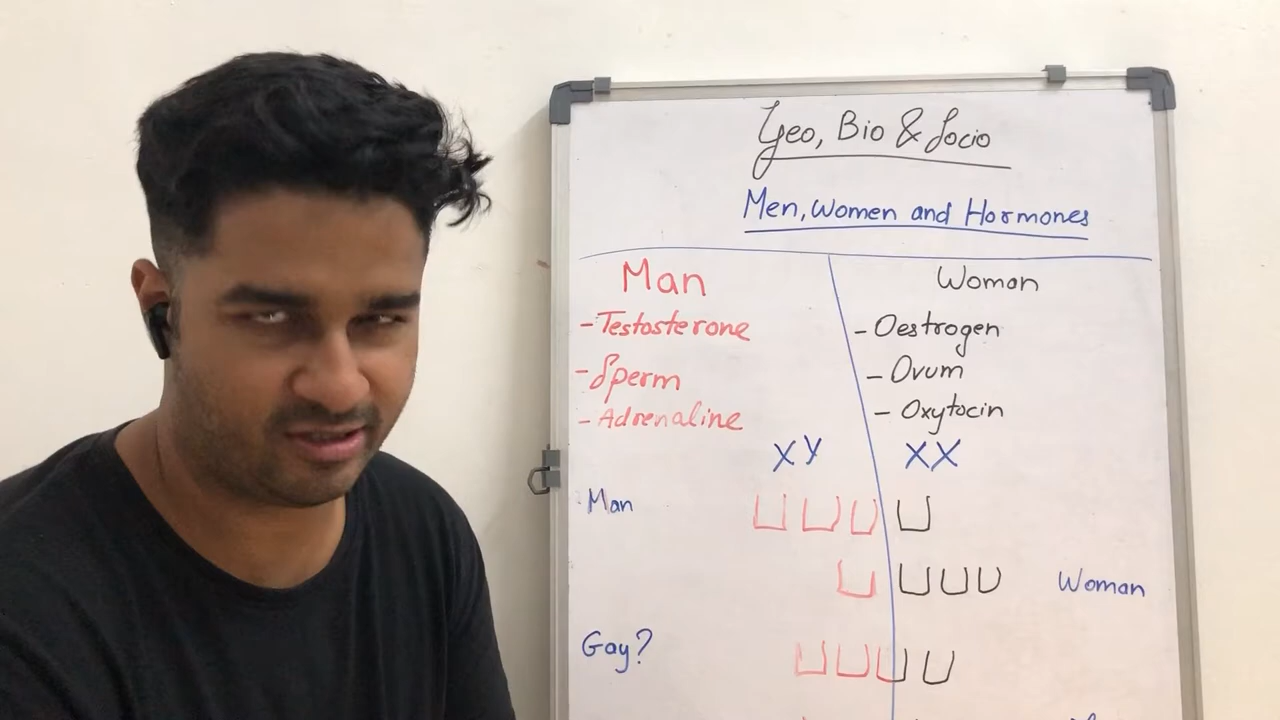 Geo, Bio & Socio
Men, Women and Hormones
Man Woman
- Testosterone - Oestrogen
- Sperm - Ovum
- Adrenaline - Oxytocin
XY XX
Man
Woman
Gay?